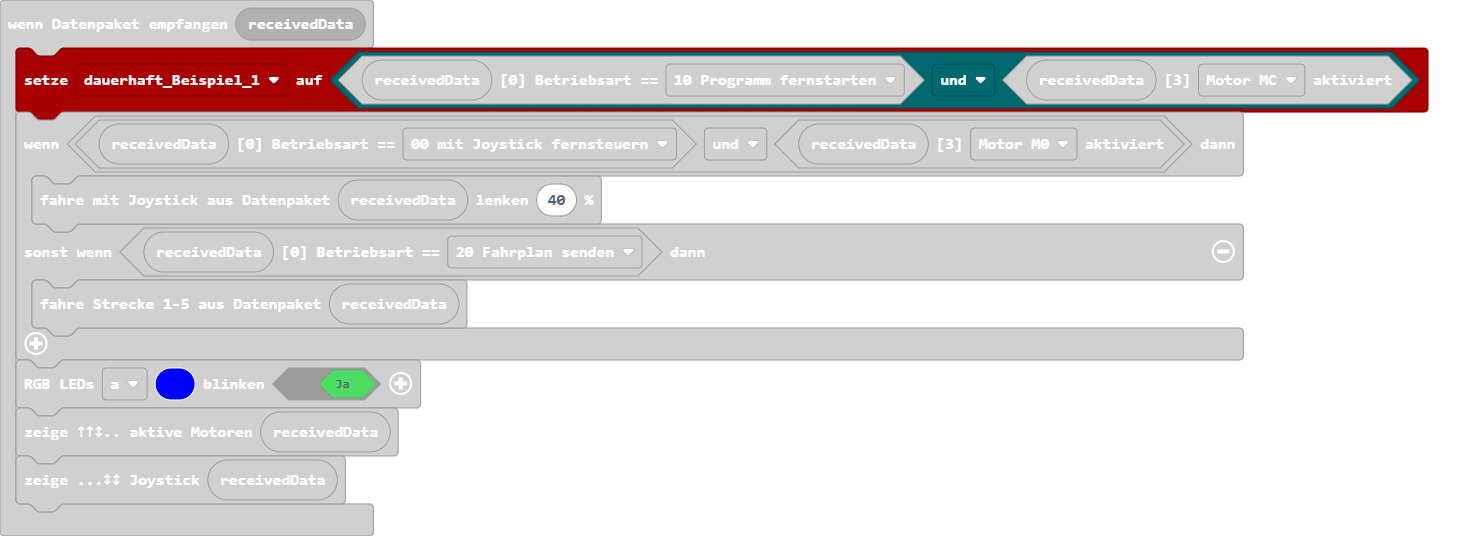 wenn Datenpaket empfangen receivedData
setze dauerhaft_Beispiel_1 auf receivedData [0] Betriebsart == 10 Programm fernstarten und receivedData [3] Motor MC aktiviert
wenn receivedData [0] Betriebsart == 00 mit Joystick fernsteuern und receivedData [3] Motor M0 aktiviert dann
fahre mit Joystick aus Datenpaket receivedData lenken 40 %
sonst wenn receivedData [0] Betriebsart == 20 Fahrplan senden dann
fahre Strecke 1-5 aus Datenpaket receivedData
RGB LEDs a blinken Ja
zeige ↑↑↕.. aktive Motoren receivedData
zeige ...↕↕ Joystick receivedData